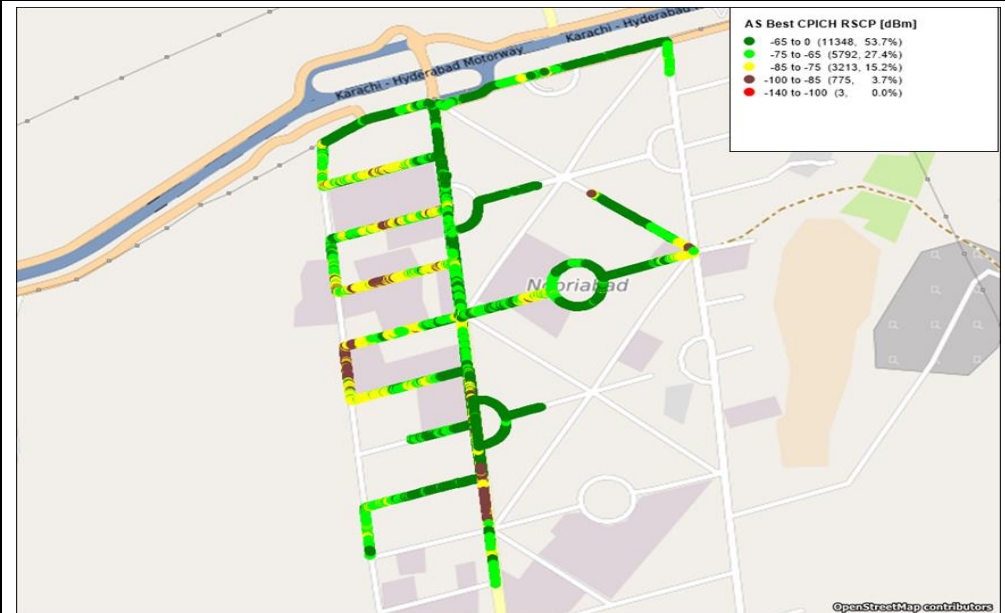 Karachi - Hyderabad
AS Best CPICH RSCP [dBm]
-65 to 0 (11348, 53.7%)
-75 to -65 (5792, 27.4%)
-85 to -75 (3213, 15.2%)
-100 to -85 (775, 3.7%)
-140 to -100 (3, 0.0%)
Karachi - Hyderabad Motorway
Nooriabad
OpenStreetMap contributors